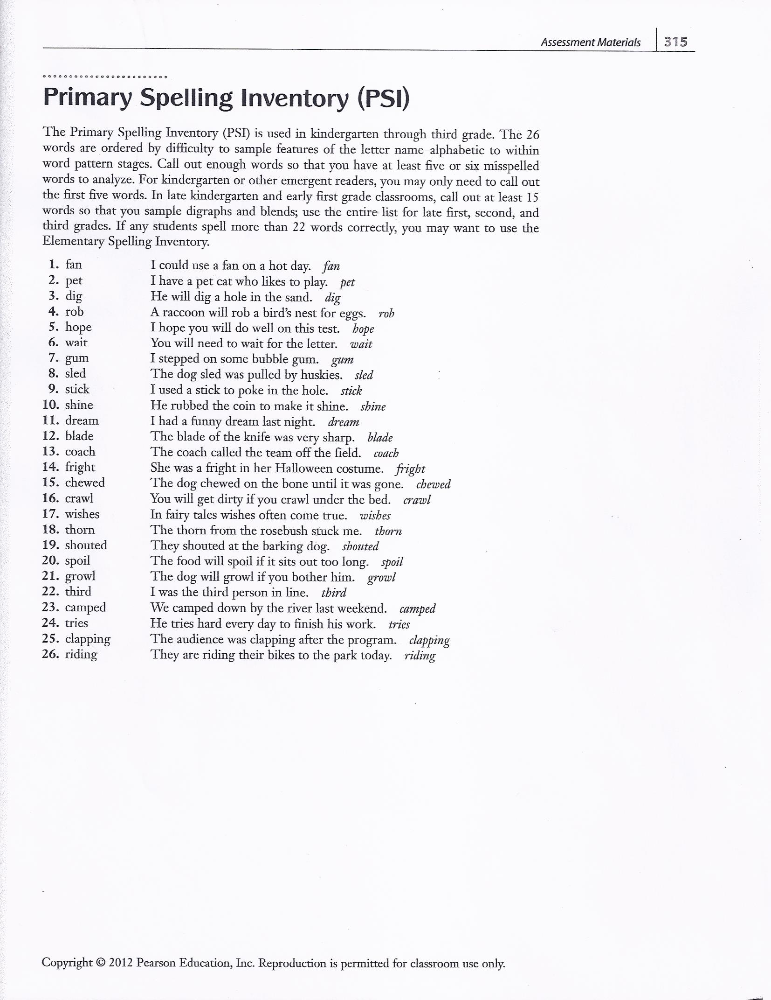 Assessment Materials 315
Primary Spelling Inventory (PSI)
The Primary Spelling Inventory (PSI) is used in kindergarten through third grade. The 26
words are ordered by difficulty to sample features of the letter name–alphabetic to within
word pattern stages. Call out enough words so that you have at least five or six misspelled
words to analyze. For kindergarten or other emergent readers, you may only need to call out
the first five words. In late kindergarten and early first grade classrooms, call out at least 15
words so that you sample digraphs and blends; use the entire list for late first, second, and
third grades. If any students spell more than 22 words correctly, you may want to use the
Elementary Spelling Inventory.
1. fan I could use a fan on a hot day. fan
2. pet I have a pet cat who likes to play. pet
3. dig He will dig a hole in the sand. dig
4. rob A raccoon will rob a bird's nest for eggs. rob
5. hope I hope you will do well on this test. hope
6. wait You will need to wait for the letter. wait
7. gum I stepped on some bubble gum. gum
8. sled The dog sled was pulled by huskies. sled
9. stick I used a stick to poke in the hole. stick
10. shine He rubbed the coin to make it shine. shine
11. dream I had a funny dream last night. dream
12. blade The blade of the knife was very sharp. blade
13. coach The coach called the team off the field. coach
14. fright She was a fright in her Halloween costume. fright
15. chewed The dog chewed on the bone until it was gone. chewed
16. crawl You will get dirty if you crawl under the bed. crawl
17. wishes In fairy tales wishes often come true. wishes
18. thorn The thorn from the rosebush stuck me. thorn
19. shouted They shouted at the barking dog. shouted
20. spoil The food will spoil if it sits out too long. spoil
21. growl The dog will growl if you bother him. growl
22. third I was the third person in line. third
23. camped We camped down by the river last weekend. camped
24. tries He tries hard every day to finish his work. tries
25. clapping The audience was clapping after the program. clapping
26. riding They are riding their bikes to the park today. riding
Copyright © 2012 Pearson Education, Inc. Reproduction is permitted for classroom use only.